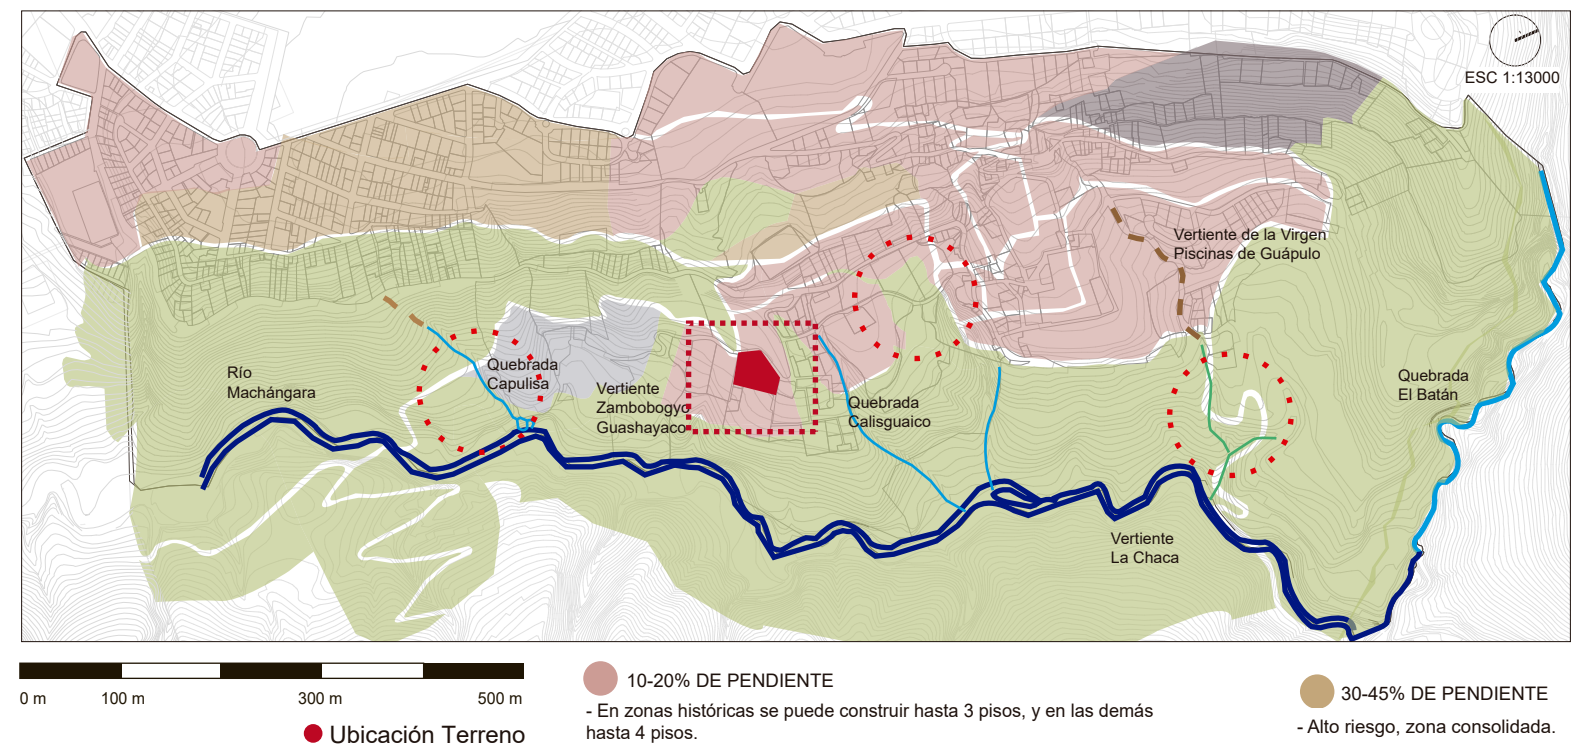 ESC 1:13000
Vertiente de la Virgen
Piscinas de Guápulo
Río
Machángara
Quebrada
Capulisa
Vertiente
Zambobogyo
Guashayaco
Quebrada
Calisguaico
Quebrada
El Batán
Vertiente
La Chaca
0 m
100 m
300 m
500 m
Ubicación Terreno
10-20% DE PENDIENTE
- En zonas históricas se puede construir hasta 3 pisos, y en las demás
hasta 4 pisos.
30-45% DE PENDIENTE
- Alto riesgo, zona consolidada.